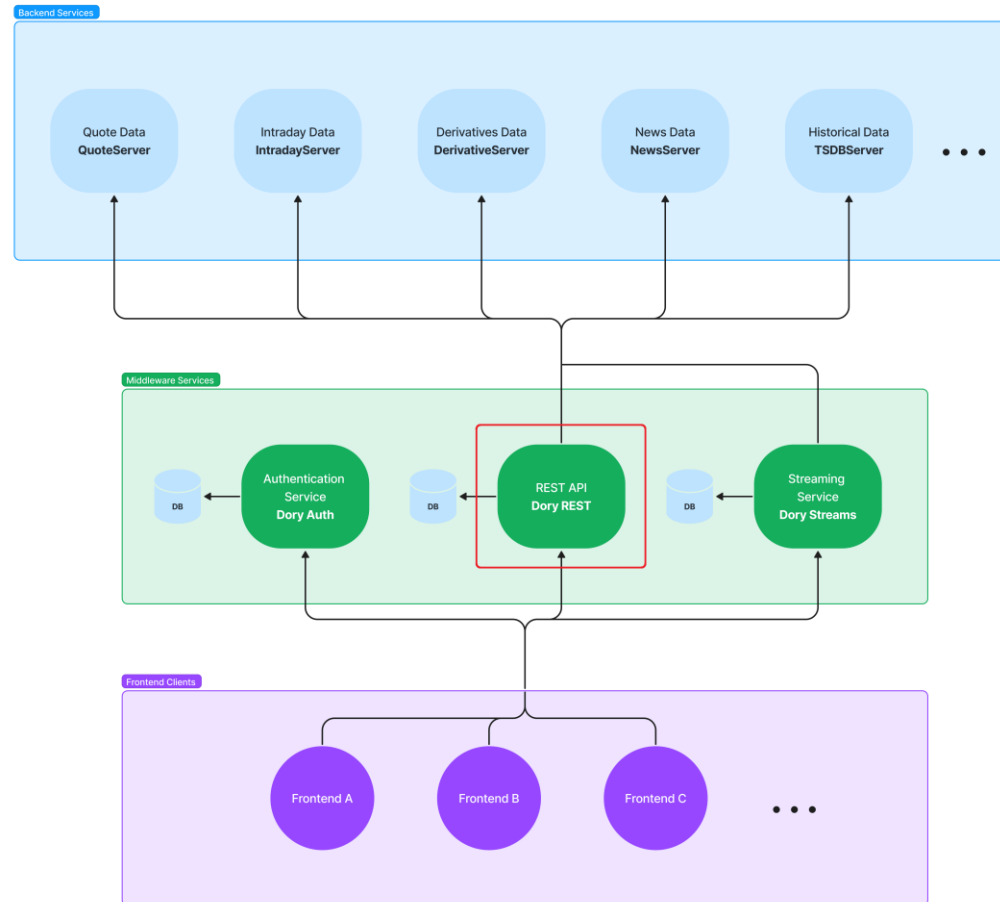 Backend Services
Quote Data
QuoteServer
Intraday Data
IntradayServer
Derivatives Data
DerivativeServer
News Data
NewsServer
Historical Data
TSDBServer
Middleware Services
DB
Authentication
Service
Dory Auth
DB
REST API
Dory REST
DB
Streaming
Service
Dory Streams
Frontend Clients
Frontend A
Frontend B
Frontend C